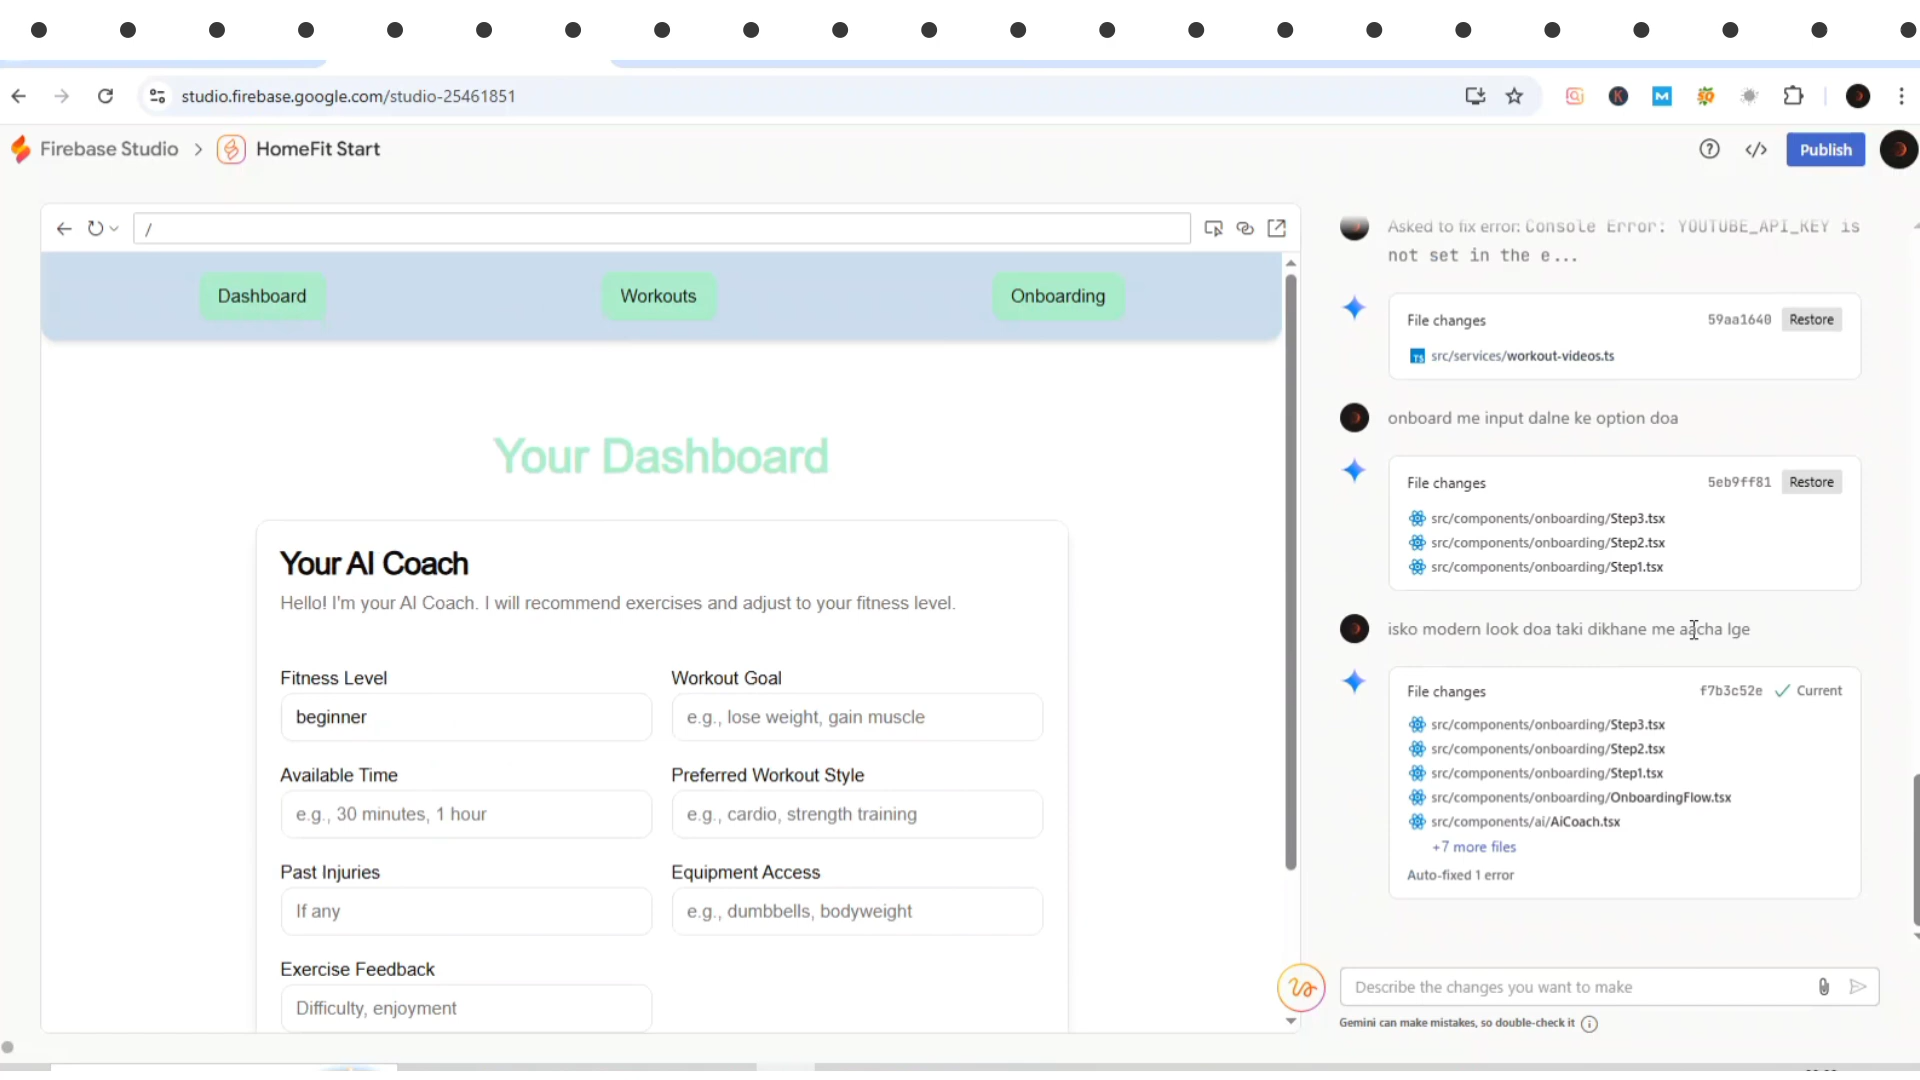 studio.firebase.google.com/studio-25461851
Firebase Studio > HomeFit Start
Publish
/
Dashboard
Workouts
Onboarding
Your Dashboard
Your AI Coach
Hello! I'm your AI Coach. I will recommend exercises and adjust to your fitness level.
Fitness Level
Workout Goal
beginner
e.g., lose weight, gain muscle
Available Time
Preferred Workout Style
e.g., 30 minutes, 1 hour
e.g., cardio, strength training
Past Injuries
Equipment Access
If any
e.g., dumbbells, bodyweight
Exercise Feedback
Difficulty, enjoyment
Asked to fix error: Console Error: YOUTUBE_API_KEY is
not set in the e...
File changes 59aa1640 Restore
TS src/services/workout-videos.ts
onboard me input dalne ke option doa
File changes 5eb9ff81 Restore
src/components/onboarding/Step3.tsx
src/components/onboarding/Step2.tsx
src/components/onboarding/Step1.tsx
isko modern look doa taki dikhane me aacha lge
File changes f7b3c52e Current
src/components/onboarding/Step3.tsx
src/components/onboarding/Step2.tsx
src/components/onboarding/Step1.tsx
src/components/onboarding/OnboardingFlow.tsx
src/components/ai/AiCoach.tsx
+7 more files
Auto-fixed 1 error
Describe the changes you want to make
Gemini can make mistakes, so double-check it